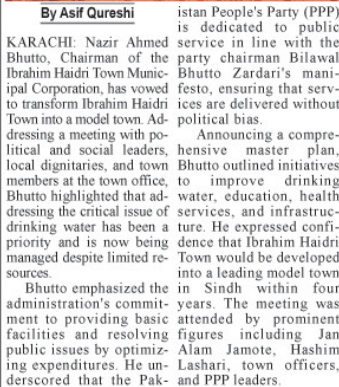 By Asif Qureshi
KARACHI: Nazir Ahmed
Bhutto, Chairman of the
Ibrahim Haidri Town Munic-
ipal Corporation, has vowed
to transform Ibrahim Haidri
Town into a model town. Ad-
dressing a meeting with po-
litical and social leaders,
local dignitaries, and town
members at the town office,
Bhutto highlighted that ad-
dressing the critical issue of
drinking water has been a
priority and is now being
managed despite limited re-
sources.
Bhutto emphasized the
administration's commit-
ment to providing basic
facilities and resolving
public issues by optimiz-
ing expenditures. He un-
derscored that the Pak-
istan People's Party (PPP)
is dedicated to public
service in line with the
party chairman Bilawal
Bhutto Zardari's mani-
festo, ensuring that serv-
ices are delivered without
political bias.
Announcing a compre-
hensive master plan,
Bhutto outlined initiatives
to improve drinking
water, education, health
services, and infrastruc-
ture. He expressed confi-
dence that Ibrahim Haidri
Town would be developed
into a leading model town
in Sindh within four
years. The meeting was
attended by prominent
figures including Jan
Alam Jamote, Hashim
Lashari, town officers,
and PPP leaders.